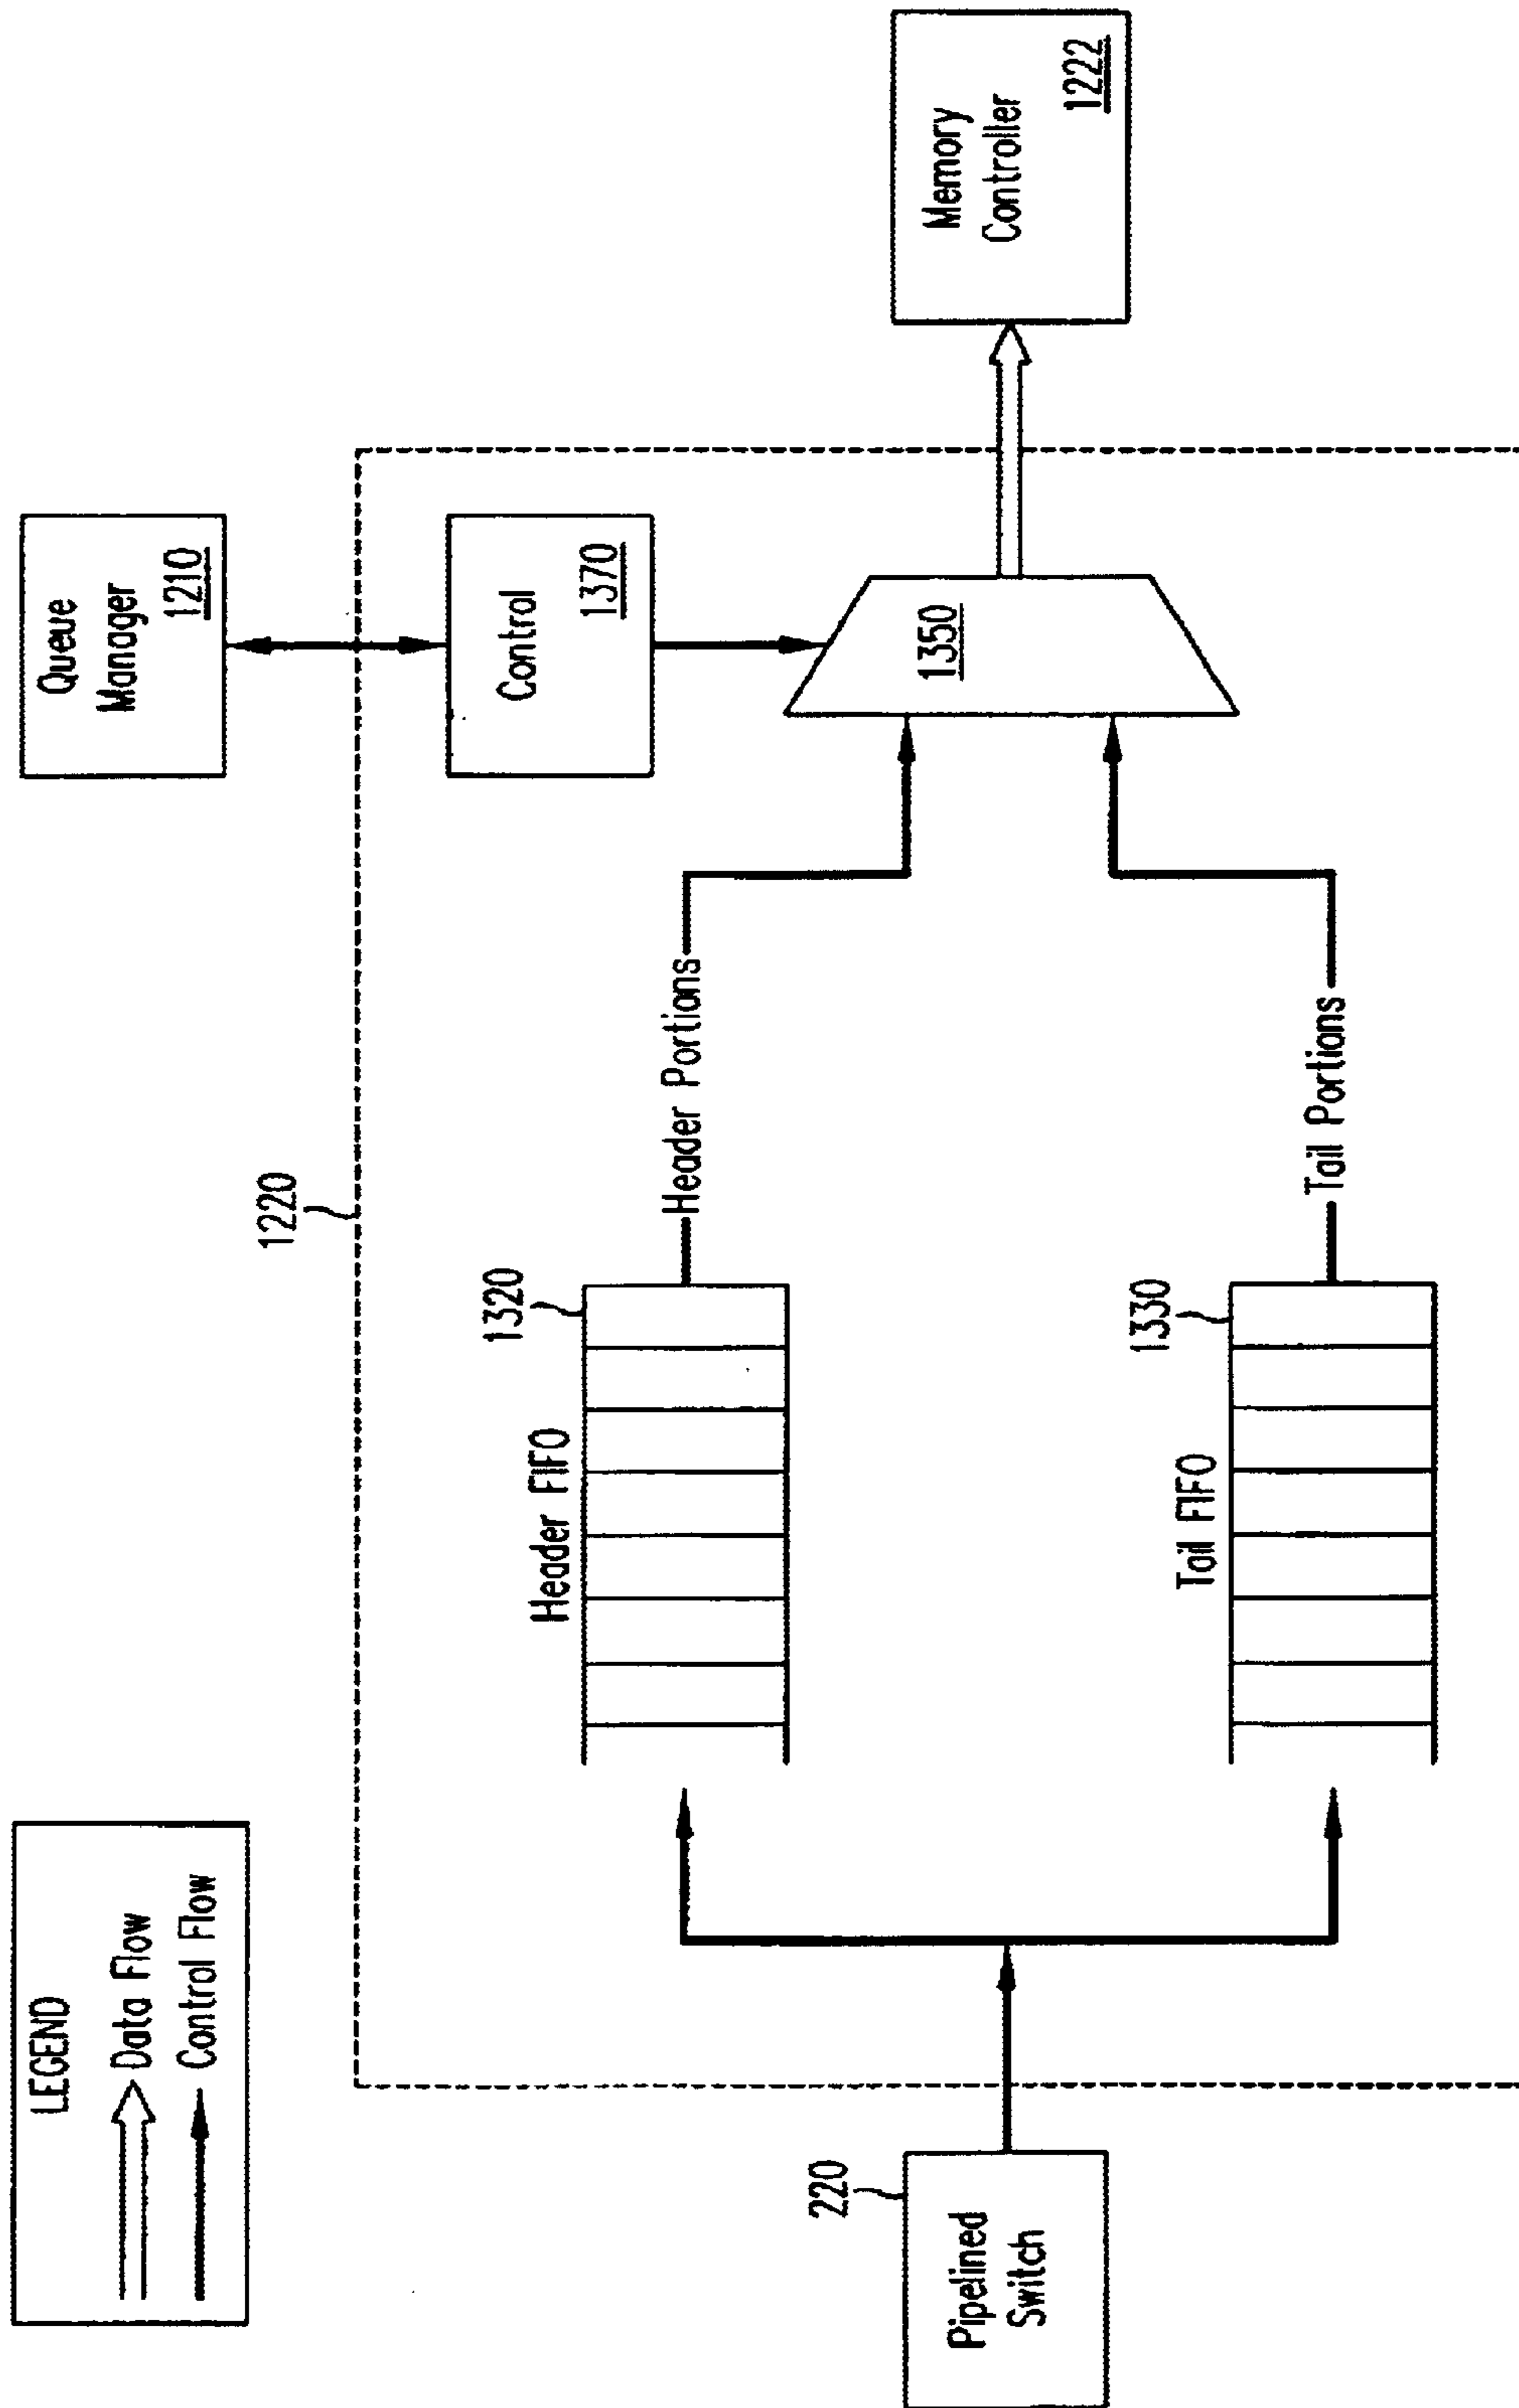 LEGEND
Data Flow
Control Flow
Queue
Manager
1210
1220
Control
1370
Pipelined
Switch
220
Header FIFO
1320
Header Portions
Tail FIFO
1330
Tail Portions
1350
Memory
Controller
1222